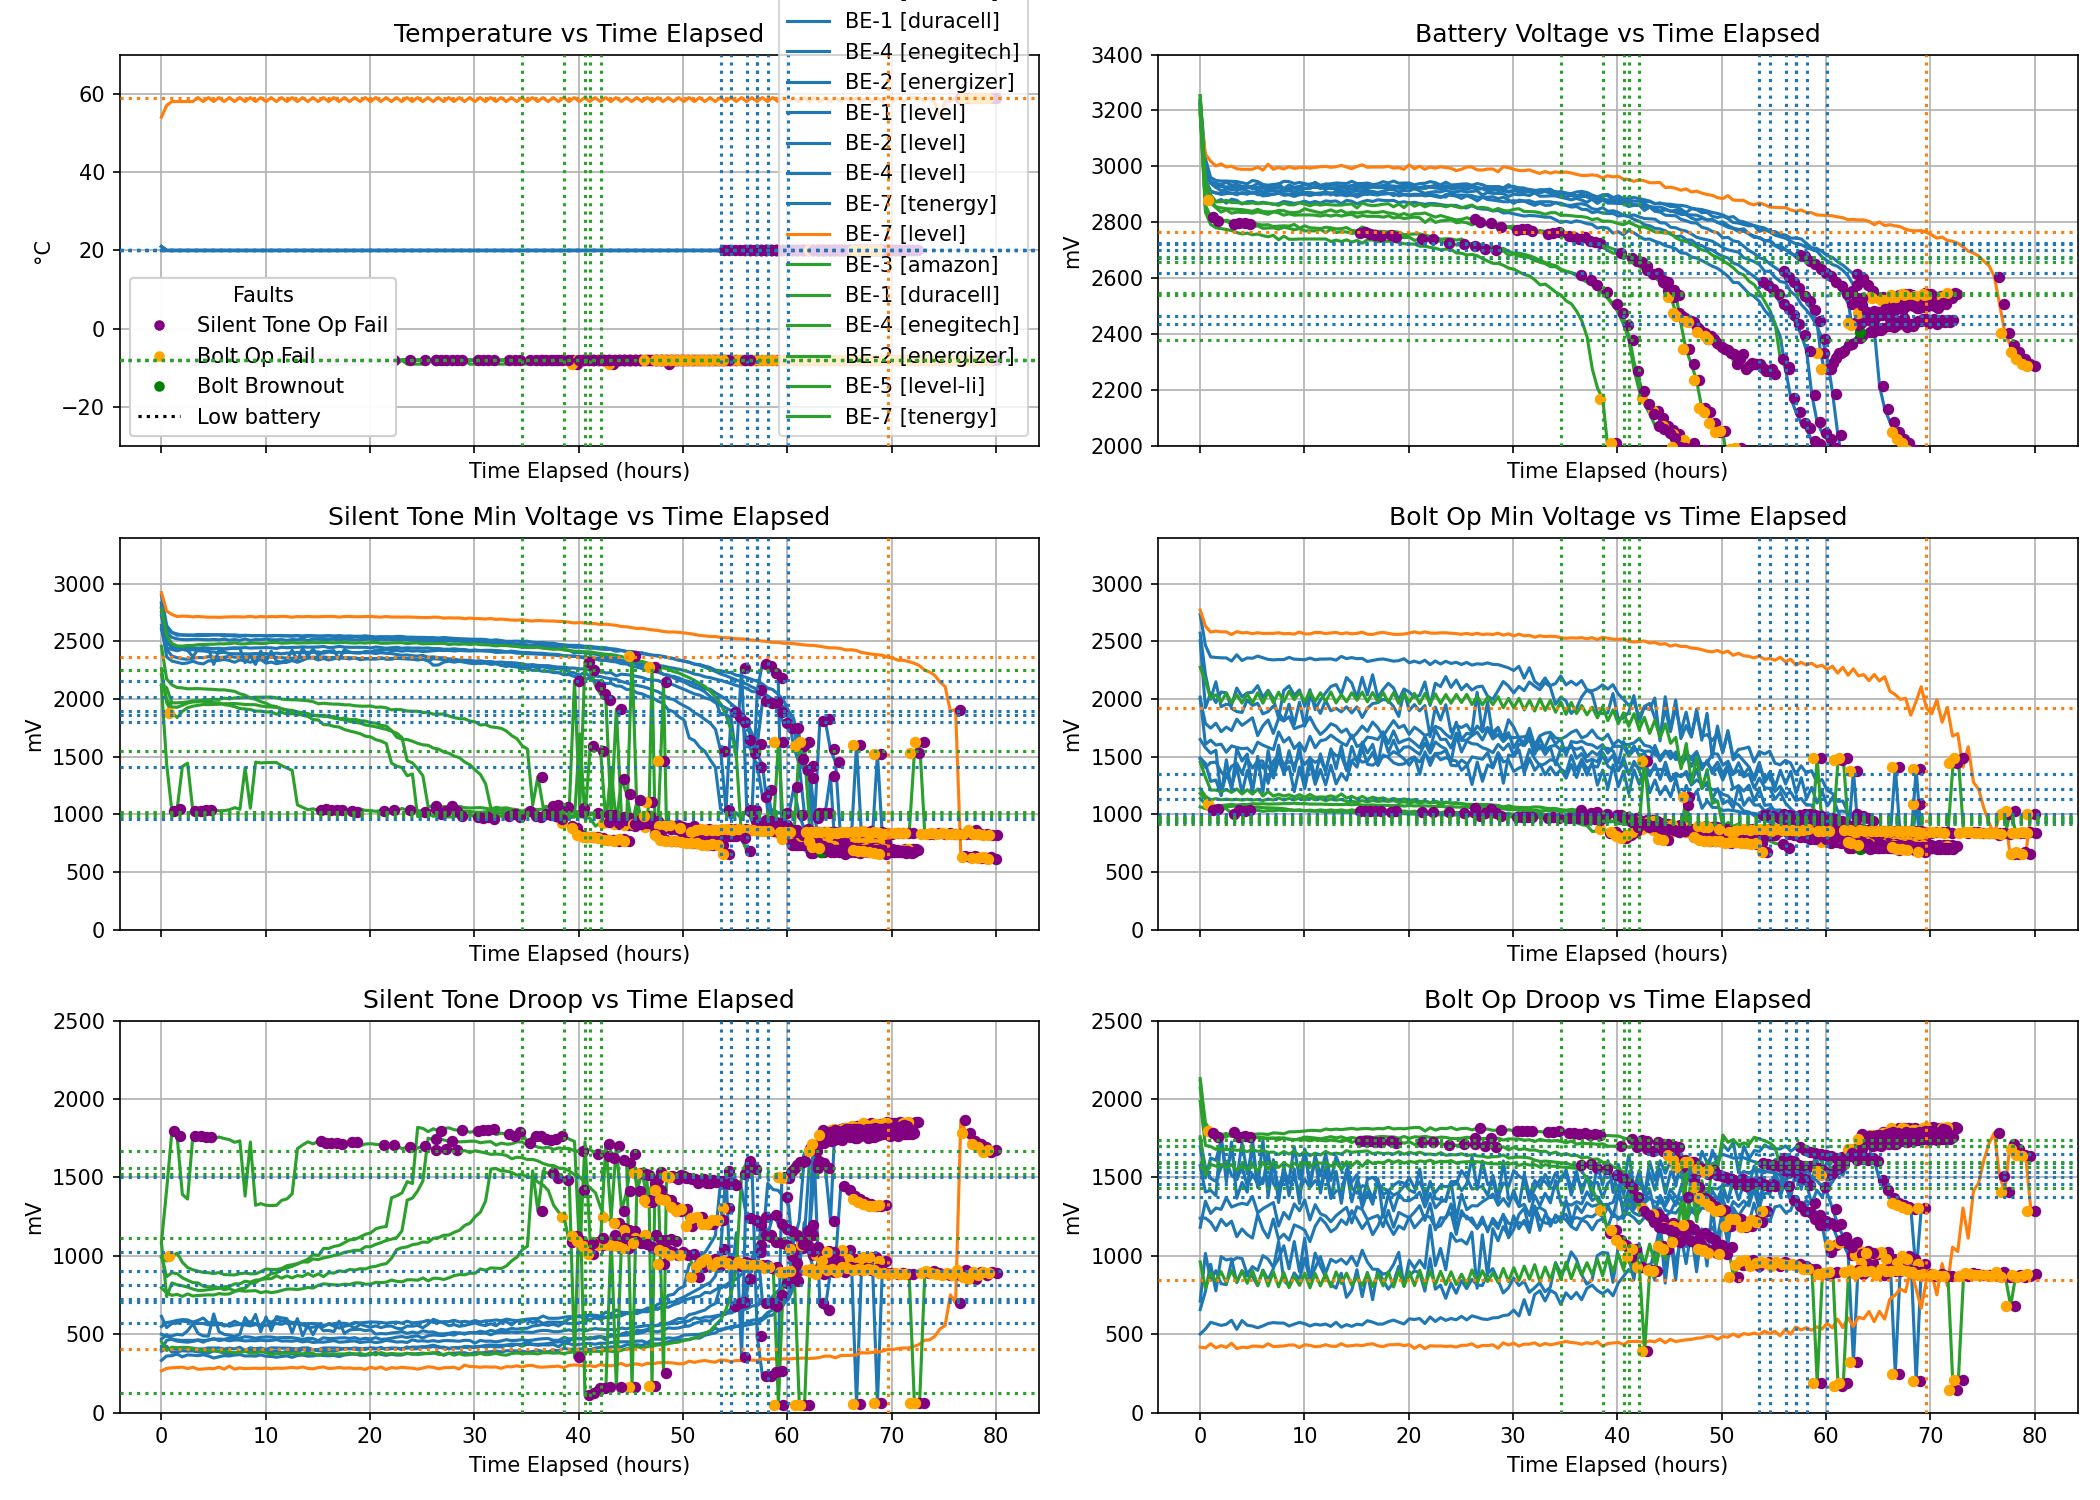 Temperature vs Time Elapsed
60
40
20
0
−20
°C
Time Elapsed (hours)
Faults
Silent Tone Op Fail
Bolt Op Fail
Bolt Brownout
Low battery
BE-1 [duracell]
BE-4 [enegitech]
BE-2 [energizer]
BE-1 [level]
BE-2 [level]
BE-4 [level]
BE-7 [tenergy]
BE-7 [level]
BE-3 [amazon]
BE-1 [duracell]
BE-4 [enegitech]
BE-2 [energizer]
BE-5 [level-li]
BE-7 [tenergy]
Battery Voltage vs Time Elapsed
3400
3200
3000
2800
2600
2400
2200
2000
mV
Time Elapsed (hours)
Silent Tone Min Voltage vs Time Elapsed
3000
2500
2000
1500
1000
500
0
mV
Time Elapsed (hours)
Bolt Op Min Voltage vs Time Elapsed
3000
2500
2000
1500
1000
500
0
mV
Time Elapsed (hours)
Silent Tone Droop vs Time Elapsed
2500
2000
1500
1000
500
0
mV
0 10 20 30 40 50 60 70 80
Time Elapsed (hours)
Bolt Op Droop vs Time Elapsed
2500
2000
1500
1000
500
0
mV
0 10 20 30 40 50 60 70 80
Time Elapsed (hours)